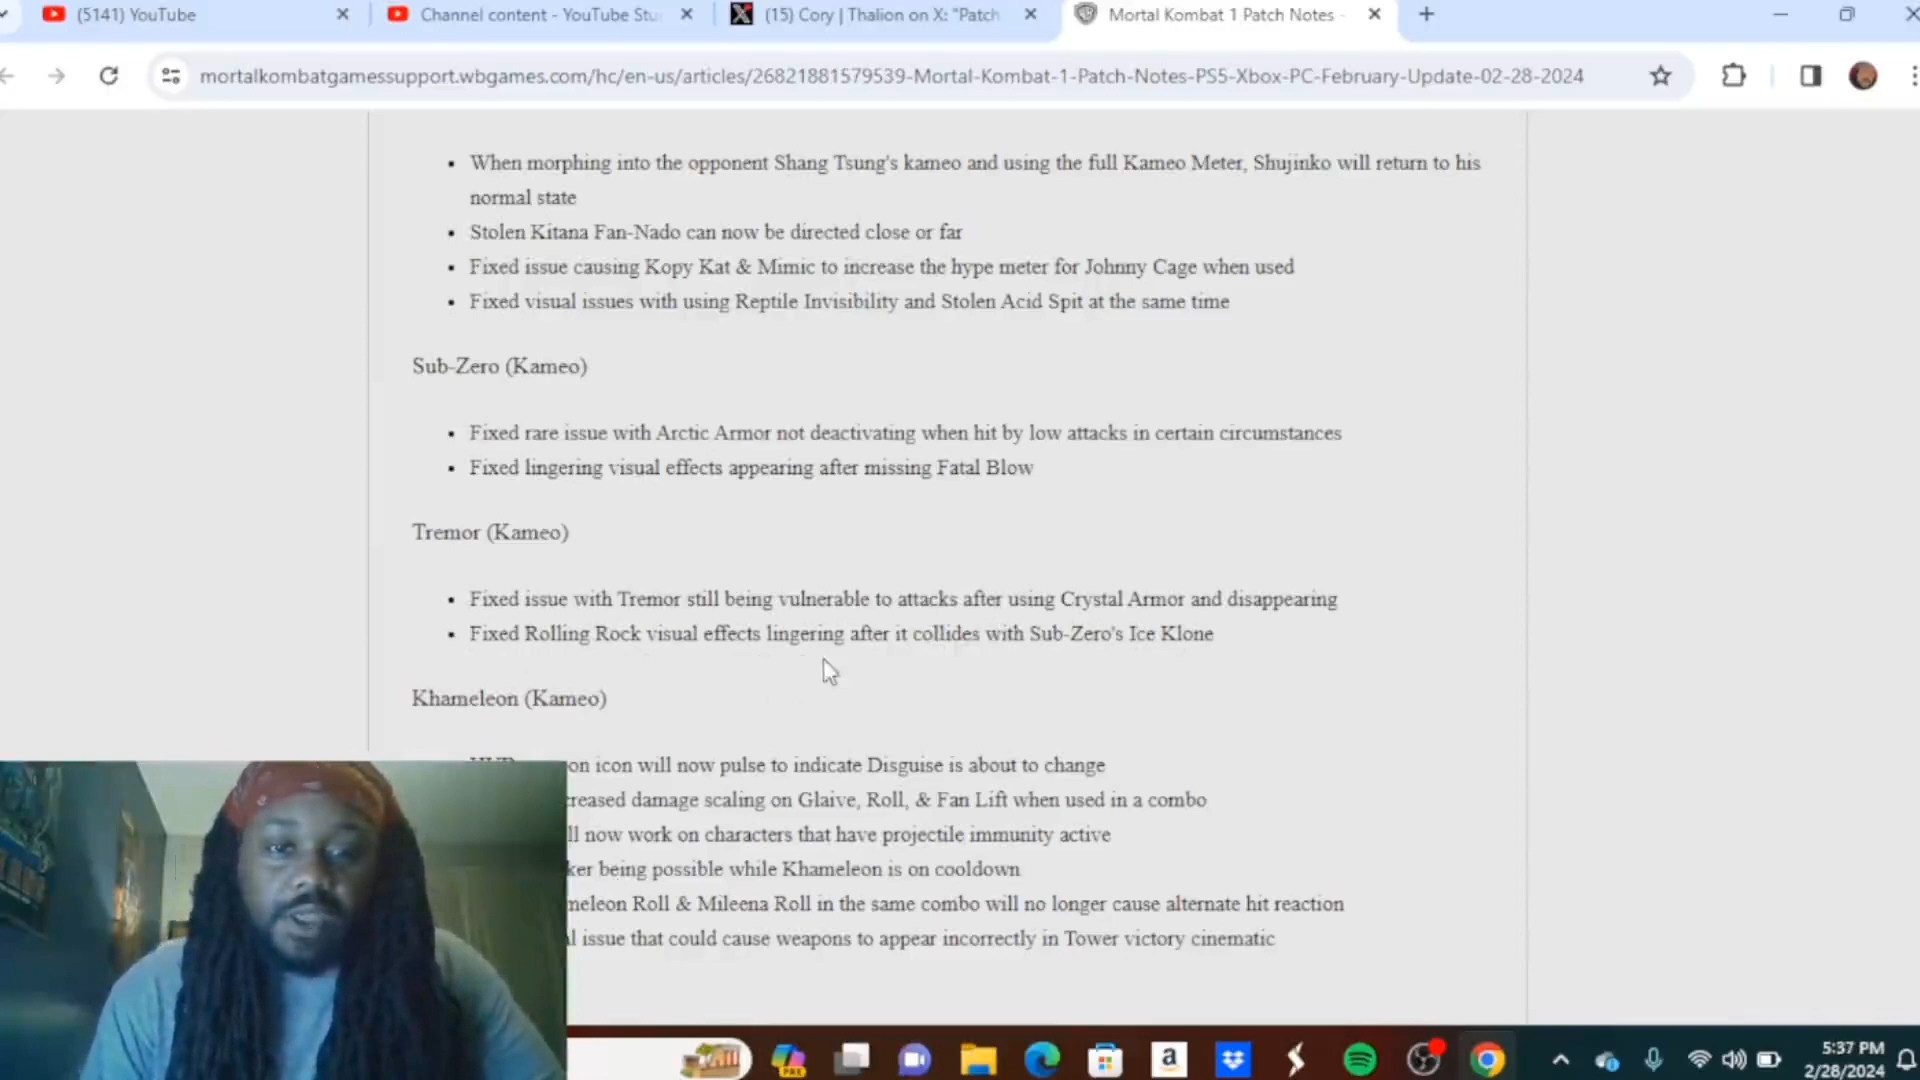 (5141) YouTube
Channel content - YouTube Stu
(15) Cory | Thalion on X: "Patch
Mortal Kombat 1 Patch Notes -
mortalkombatgamessupport.wbgames.com/hc/en-us/articles/26821881579539-Mortal-Kombat-1-Patch-Notes-PS5-Xbox-PC-February-Update-02-28-2024
When morphing into the opponent Shang Tsung's kameo and using the full Kameo Meter, Shujinko will return to his
normal state
Stolen Kitana Fan-Nado can now be directed close or far
Fixed issue causing Kopy Kat & Mimic to increase the hype meter for Johnny Cage when used
Fixed visual issues with using Reptile Invisibility and Stolen Acid Spit at the same time
Sub-Zero (Kameo)
Fixed rare issue with Arctic Armor not deactivating when hit by low attacks in certain circumstances
Fixed lingering visual effects appearing after missing Fatal Blow
Tremor (Kameo)
Fixed issue with Tremor still being vulnerable to attacks after using Crystal Armor and disappearing
Fixed Rolling Rock visual effects lingering after it collides with Sub-Zero's Ice Klone
Khameleon (Kameo)
on icon will now pulse to indicate Disguise is about to change
creased damage scaling on Glaive, Roll, & Fan Lift when used in a combo
ll now work on characters that have projectile immunity active
ker being possible while Khameleon is on cooldown
neleon Roll & Mileena Roll in the same combo will no longer cause alternate hit reaction
l issue that could cause weapons to appear incorrectly in Tower victory cinematic
PRE
a
5:37 PM
2/28/2024